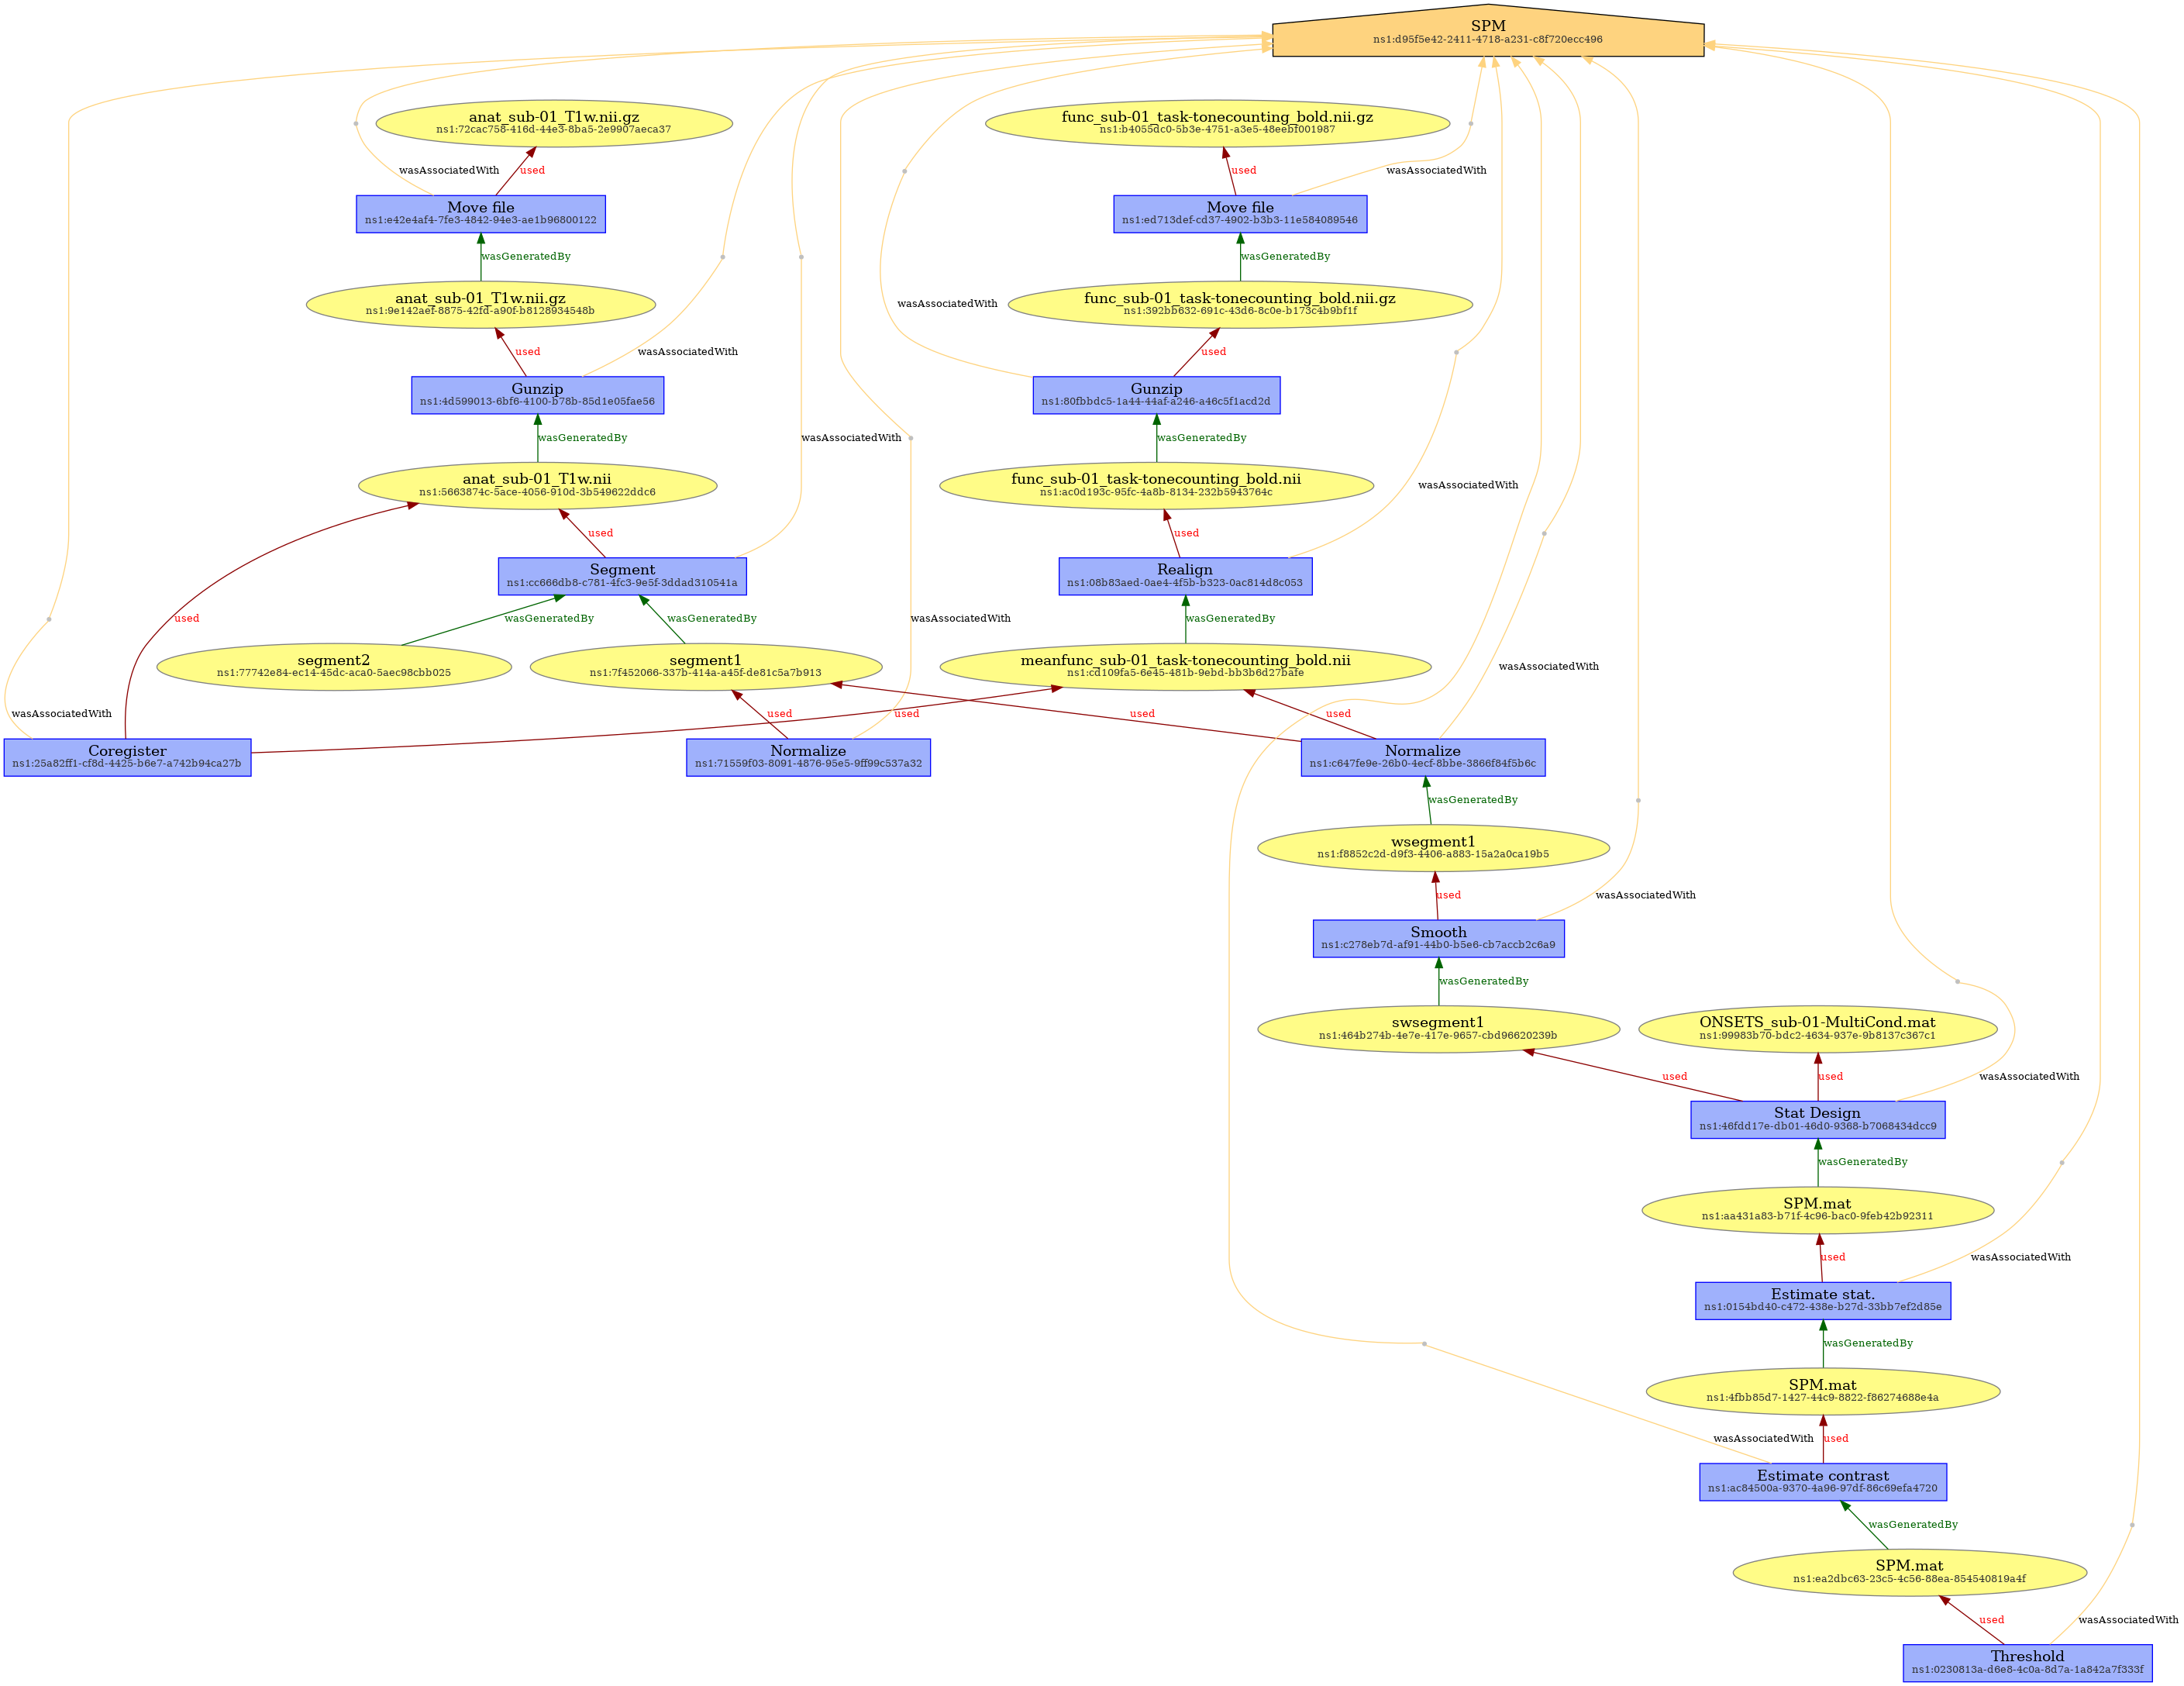 SPM
ns1:d95f5e42-2411-4718-a231-c8f720ecc496
anat_sub-01_T1w.nii.gz
ns1:72cac758-416d-44e3-8ba5-2e9907aeca37
func_sub-01_task-tonecounting_bold.nii.gz
ns1:b4055dc0-5b3e-4751-a3e5-48eebf001987
wasAssociatedWith
used
used
wasAssociatedWith
Move file
ns1:e42e4af4-7fe3-4842-94e3-ae1b96800122
Move file
ns1:ed713def-cd37-4902-b3b3-11e584089546
wasGeneratedBy
wasGeneratedBy
anat_sub-01_T1w.nii.gz
ns1:9e142aef-8875-42fd-a90f-b8128934548b
wasAssociatedWith
func_sub-01_task-tonecounting_bold.nii.gz
ns1:392bb632-691c-43d6-8c0e-b173c4b9bf1f
used
wasAssociatedWith
used
Gunzip
ns1:4d599013-6bf6-4100-b78b-85d1e05fae56
Gunzip
ns1:80fbbdc5-1a44-44af-a246-a46c5f1acd2d
wasGeneratedBy
wasAssociatedWith
wasGeneratedBy
anat_sub-01_T1w.nii
ns1:5663874c-5ace-4056-910d-3b549622ddc6
func_sub-01_task-tonecounting_bold.nii
ns1:ac0d193c-95fc-4a8b-8134-232b5943764c
wasAssociatedWith
used
used
Segment
ns1:cc666db8-c781-4fc3-9e5f-3ddad310541a
Realign
ns1:08b83aed-0ae4-4f5b-b323-0ac814d8c053
used
wasGeneratedBy
wasGeneratedBy
wasAssociatedWith
wasGeneratedBy
segment2
ns1:77742e84-ec14-45dc-aca0-5aec98cbb025
segment1
ns1:7f452066-337b-414a-a45f-de81c5a7b913
meanfunc_sub-01_task-tonecounting_bold.nii
ns1:cd109fa5-6e45-481b-9ebd-bb3b6d27bafe
wasAssociatedWith
wasAssociatedWith
used
used
used
used
Coregister
ns1:25a82ff1-cf8d-4425-b6e7-a742b94ca27b
Normalize
ns1:71559f03-8091-4876-95e5-9ff99c537a32
Normalize
ns1:c647fe9e-26b0-4ecf-8bbe-3866f84f5b6c
wasGeneratedBy
wsegment1
ns1:f8852c2d-d9f3-4406-a883-15a2a0ca19b5
used
wasAssociatedWith
Smooth
ns1:c278eb7d-af91-44b0-b5e6-cb7accb2c6a9
wasGeneratedBy
swsegment1
ns1:464b274b-4e7e-417e-9657-cbd96620239b
ONSETS_sub-01-MultiCond.mat
ns1:99983b70-bdc2-4634-937e-9b8137c367c1
used
used
wasAssociatedWith
Stat Design
ns1:46fdd17e-db01-46d0-9368-b7068434dcc9
wasGeneratedBy
SPM.mat
ns1:aa431a83-b71f-4c96-bac0-9feb42b92311
used
wasAssociatedWith
Estimate stat.
ns1:0154bd40-c472-438e-b27d-33bb7ef2d85e
wasGeneratedBy
SPM.mat
ns1:4fbb85d7-1427-44c9-8822-f86274688e4a
wasAssociatedWith
used
Estimate contrast
ns1:ac84500a-9370-4a96-97df-86c69efa4720
wasGeneratedBy
SPM.mat
ns1:ea2dbc63-23c5-4c56-88ea-854540819a4f
used
wasAssociatedWith
Threshold
ns1:0230813a-d6e8-4c0a-8d7a-1a842a7f333f